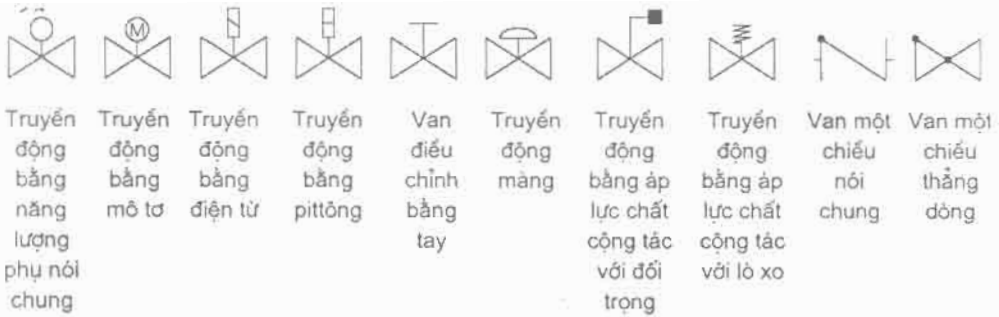 M
Truyền
động
bằng
năng
lượng
phụ nói
chung
Truyền
động
bằng
mô tơ
Truyền
động
bằng
điện từ
Truyền
động
bằng
pittông
Van
điều
chỉnh
bằng
tay
Truyền
động
màng
Truyền
động
bằng áp
lực chất
công tác
với đối
trọng
Truyền
động
bằng áp
lực chất
công tác
với lò xo
Van một
chiều
nói
chung
Van một
chiều
thẳng
dòng